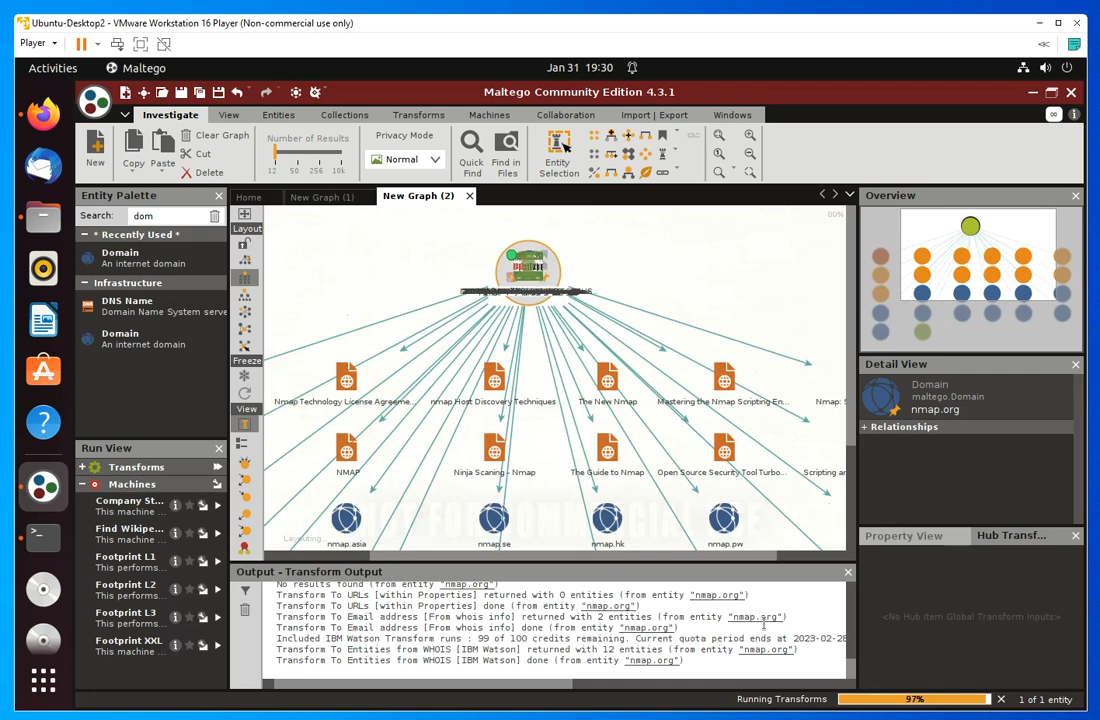 Ubuntu-Desktop2 - VMware Workstation 16 Player (Non-commercial use only)
Player
Activities
Maltego
Jan 31 19:30
Maltego Community Edition 4.3.1
Investigate View Entities Collections Transforms Machines Collaboration Import | Export Windows
New
Copy
Paste
Clear Graph
Cut
Delete
Number of Results
12 50 256 10k
Privacy Mode
Normal
Quick Find
Find in Files
Entity Selection
Entity Palette
Search: dom
* Recently Used *
Domain
An internet domain
Infrastructure
DNS Name
Domain Name System serve
Domain
An internet domain
Run View
Transforms
Machines
Company St...
This machine ...
Find Wikipe...
This machine ...
Footprint L1
This performs...
Footprint L2
This performs...
Footprint L3
This performs...
Footprint XXL
This machine ...
Home New Graph (1) New Graph (2)
Layout
Freeze
View
80%
Nmap Technology License Agreeme...
nmap Host Discovery Techniques
The New Nmap
Mastering the Nmap Scripting En...
Nmap: S
NMAP
Ninja Scaring - Nmap
The Guide to Nmap
Open Source Security Tool Turbo...
Scripting an
NOT FOR COMMERCIAL USE
nmap.asia
nmap.se
nmap.hk
nmap.pw
Layouting...
Output - Transform Output
No results found (from entity "nmap.org")
Transform To URLs [within Properties] returned with 0 entities (from entity "nmap.org")
Transform To URLs [within Properties] done (from entity "nmap.org")
Transform To Email address [From whois info] returned with 2 entities (from entity "nmap.org")
Transform To Email address [From whois info] done (from entity "nmap.org")
Included IBM Watson Transform runs : 99 of 100 credits remaining. Current quota period ends at 2023-02-28
Transform To Entities from WHOIS [IBM Watson] returned with 12 entities (from entity "nmap.org")
Transform To Entities from WHOIS [IBM Watson] done (from entity "nmap.org")
Overview
Detail View
Domain
maltego.Domain
nmap.org
Relationships
Property View
Hub Transf...
<No Hub Item Global Transform Inputs>
Running Transforms
97%
1 of 1 entity